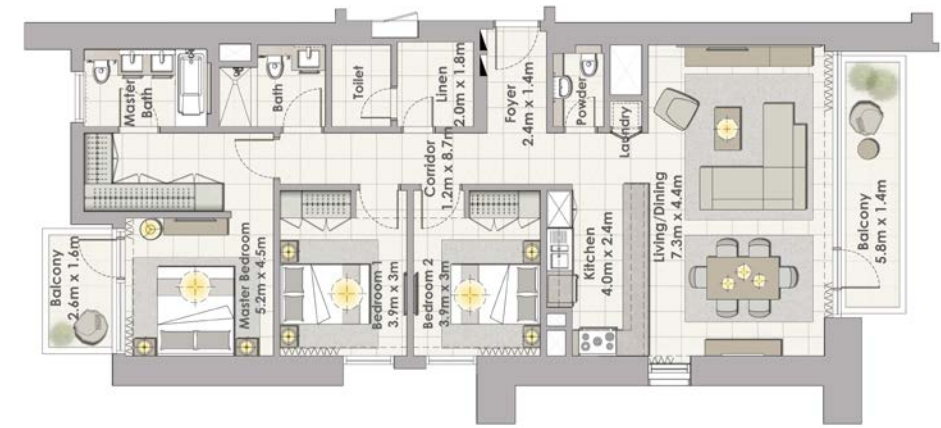 Master
Bath
Bath
Toilet
Linen
2.0m x 1.8m
Foyer
2.4m x 1.4m
Powder
Laundry
Corridor
1.2m x 8.7m
Living/Dining
7.3m x 4.4m
Balcony
5.8m x 1.4m
Balcony
2.6m x 1.6m
Master Bedroom
5.2m x 4.5m
Bedroom 1
3.9m x 3m
Bedroom 2
3.9m x 3m
Kitchen
4.0m x 2.4m